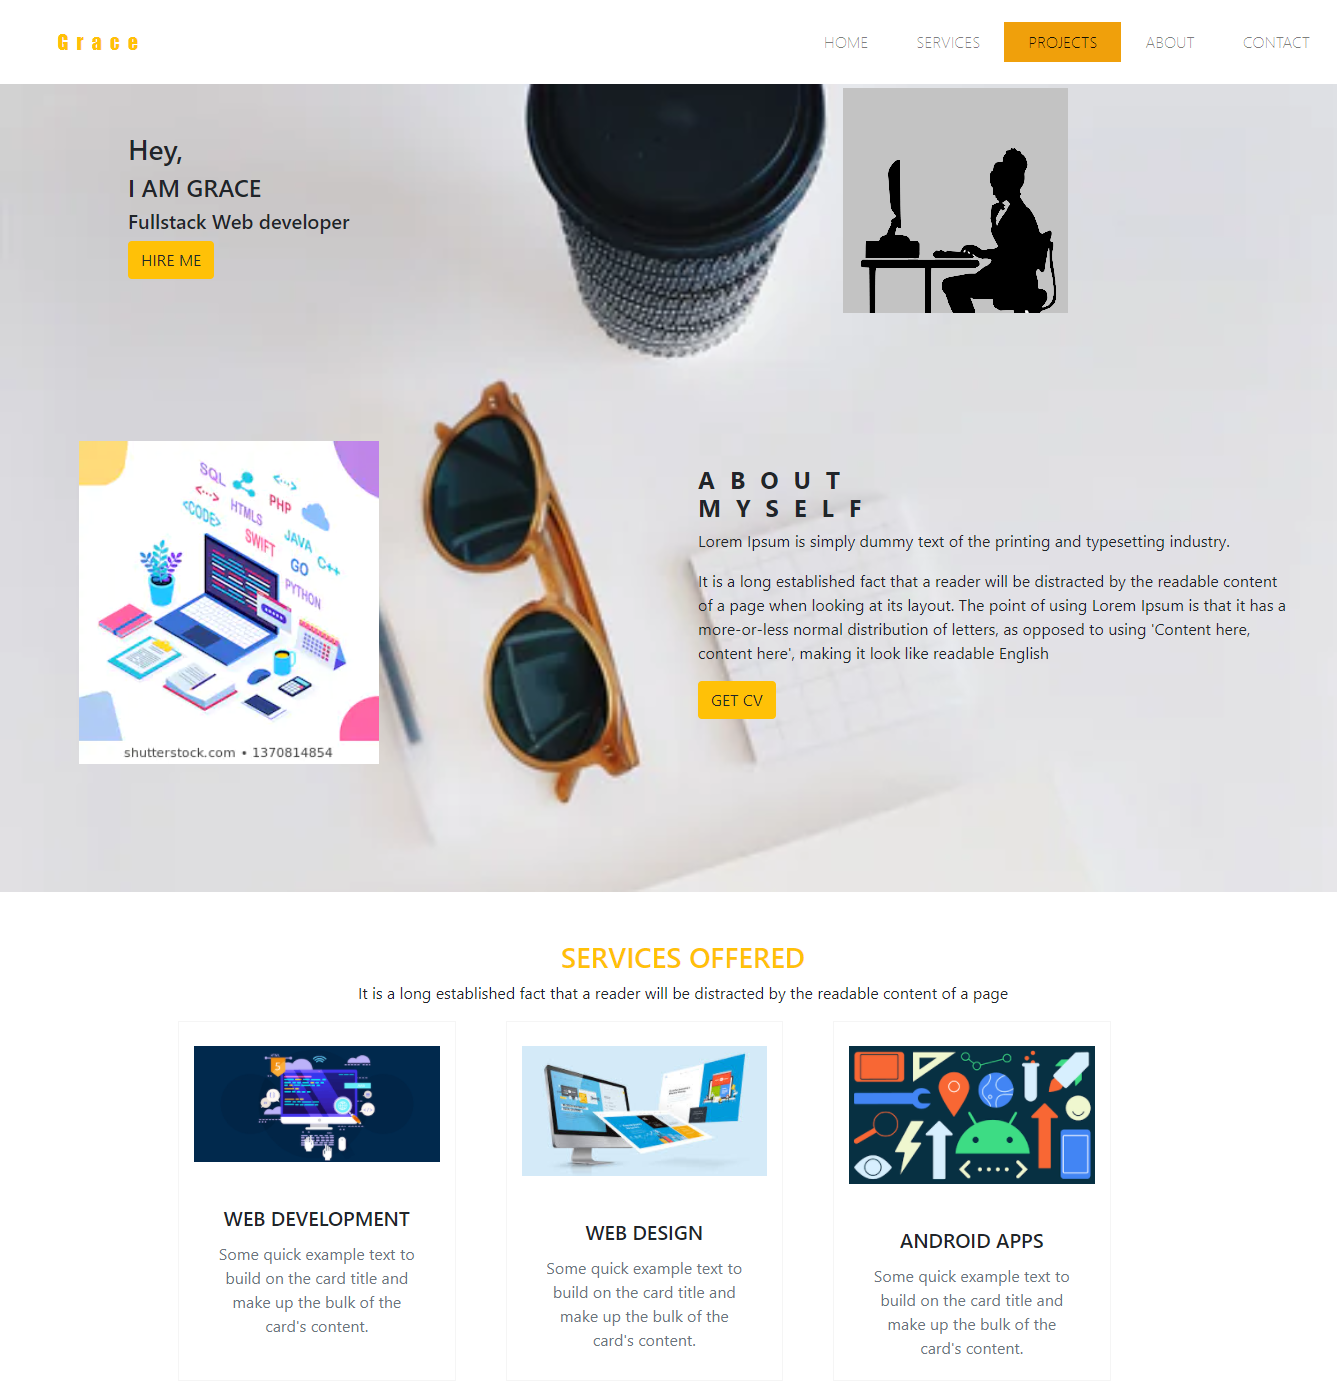 Grace
HOME SERVICES PROJECTS ABOUT CONTACT
Hey,
I AM GRACE
Fullstack Web developer
HIRE ME
SQL
PHP
HTML5
<CODE>
SWIFT
JAVA
C++
GO
PYTHON
shutterstock.com • 1370814854
ABOUT
MYSELF
Lorem Ipsum is simply dummy text of the printing and typesetting industry.
It is a long established fact that a reader will be distracted by the readable content
of a page when looking at its layout. The point of using Lorem Ipsum is that it has a
more-or-less normal distribution of letters, as opposed to using 'Content here,
content here', making it look like readable English
GET CV
SERVICES OFFERED
It is a long established fact that a reader will be distracted by the readable content of a page
5
WEB DEVELOPMENT
Some quick example text to
build on the card title and
make up the bulk of the
card's content.
WEB DESIGN
Some quick example text to
build on the card title and
make up the bulk of the
card's content.
ANDROID APPS
Some quick example text to
build on the card title and
make up the bulk of the
card's content.